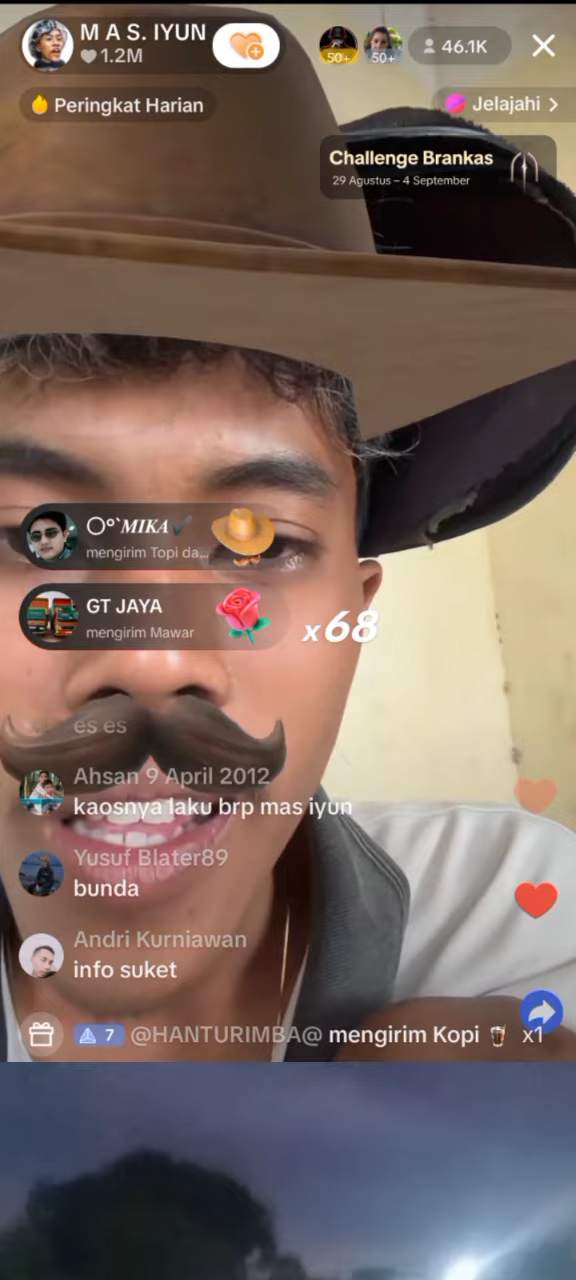 M A S. IYUN
1.2M
50+
50+
46.1K
Peringkat Harian
Jelajahi >
Challenge Brankas
29 Agustus – 4 September
○°`MIKA✔
mengirim Topi da...
GT JAYA
mengirim Mawar
x68
es es
Ahsan 9 April 2012
kaosnya laku brp mas iyun
Yusuf Blater89
bunda
Andri Kurniawan
info suket
7 @HANTURIMBA@ mengirim Kopi x1